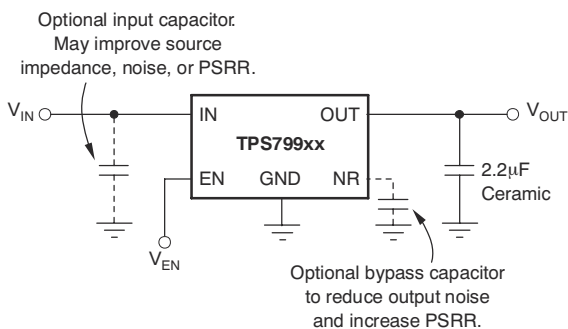 Optional input capacitor.
May improve source
impedance, noise, or PSRR.
V_IN
IN
OUT
V_OUT
TPS799xx
EN
GND
NR
2.2µF
Ceramic
V_EN
Optional bypass capacitor
to reduce output noise
and increase PSRR.